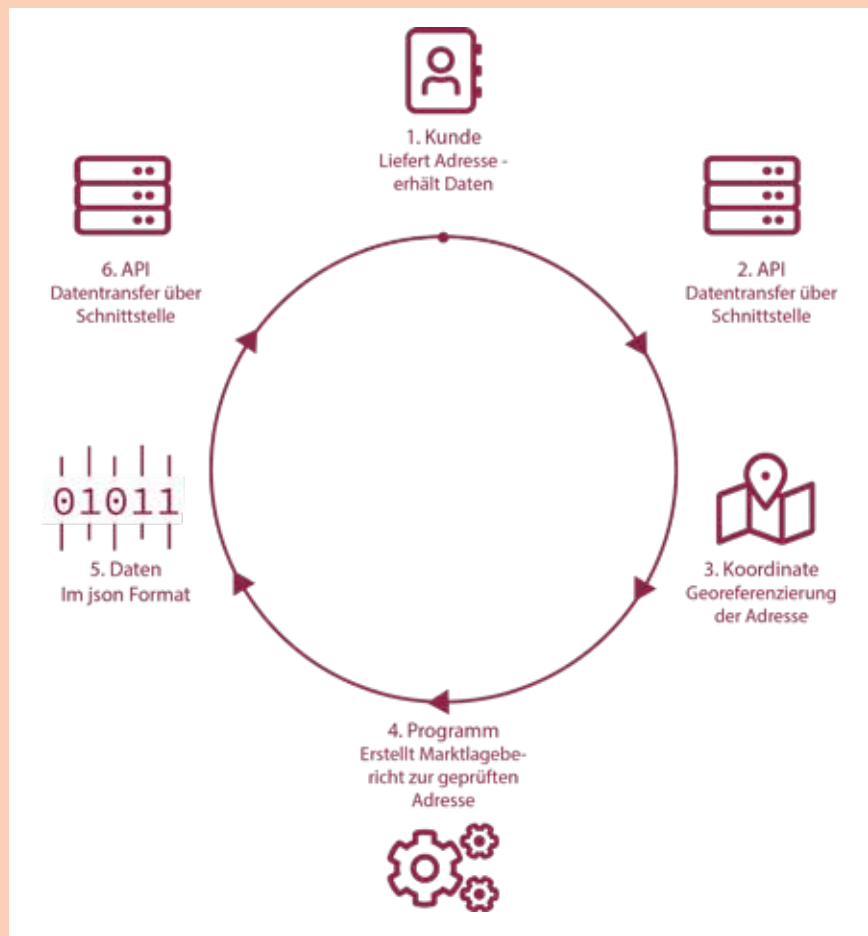 1. Kunde
Liefert Adresse -
erhält Daten
2. API
Datentransfer über
Schnittstelle
3. Koordinate
Georeferenzierung
der Adresse
4. Programm
Erstellt Marktlagebe-
richt zur geprüften
Adresse
01011
5. Daten
Im json Format
6. API
Datentransfer über
Schnittstelle